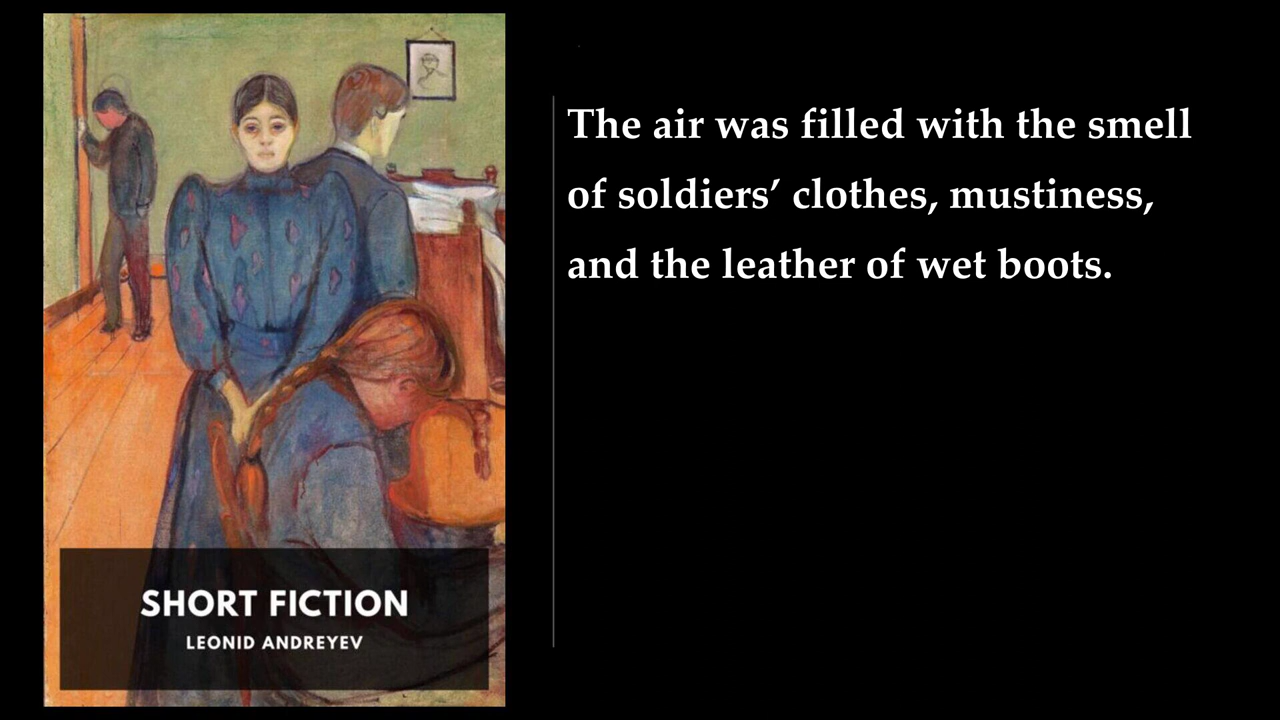 The air was filled with the smell
of soldiers’ clothes, mustiness,
and the leather of wet boots.
SHORT FICTION
LEONID ANDREYEV